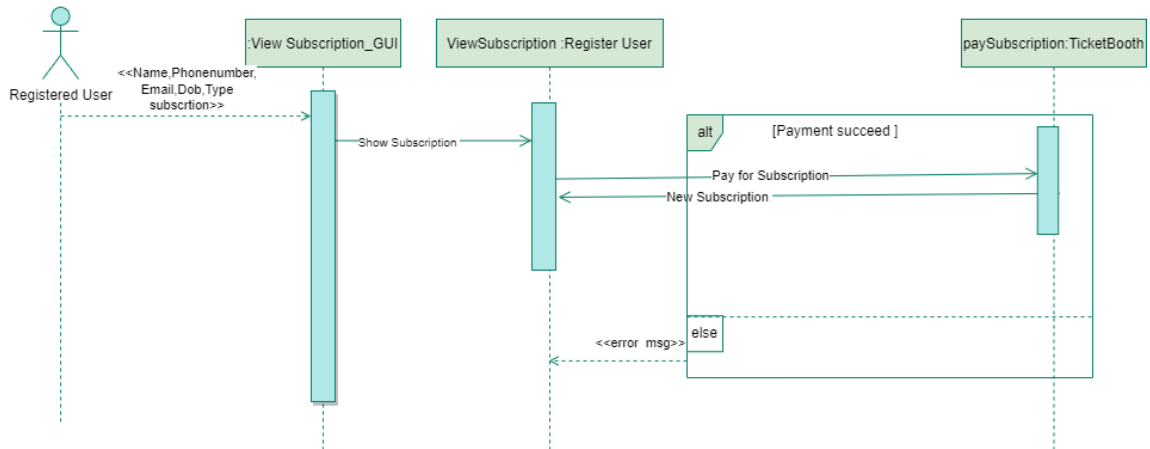 :View Subscription_GUI
ViewSubscription :Register User
paySubscription:TicketBooth
Registered User
<<Name,Phonenumber,
Email,Dob,Type
subscrtion>>
alt
[Payment succeed ]
Show Subscription
Pay for Subscription
New Subscription
else
<<error msg>>